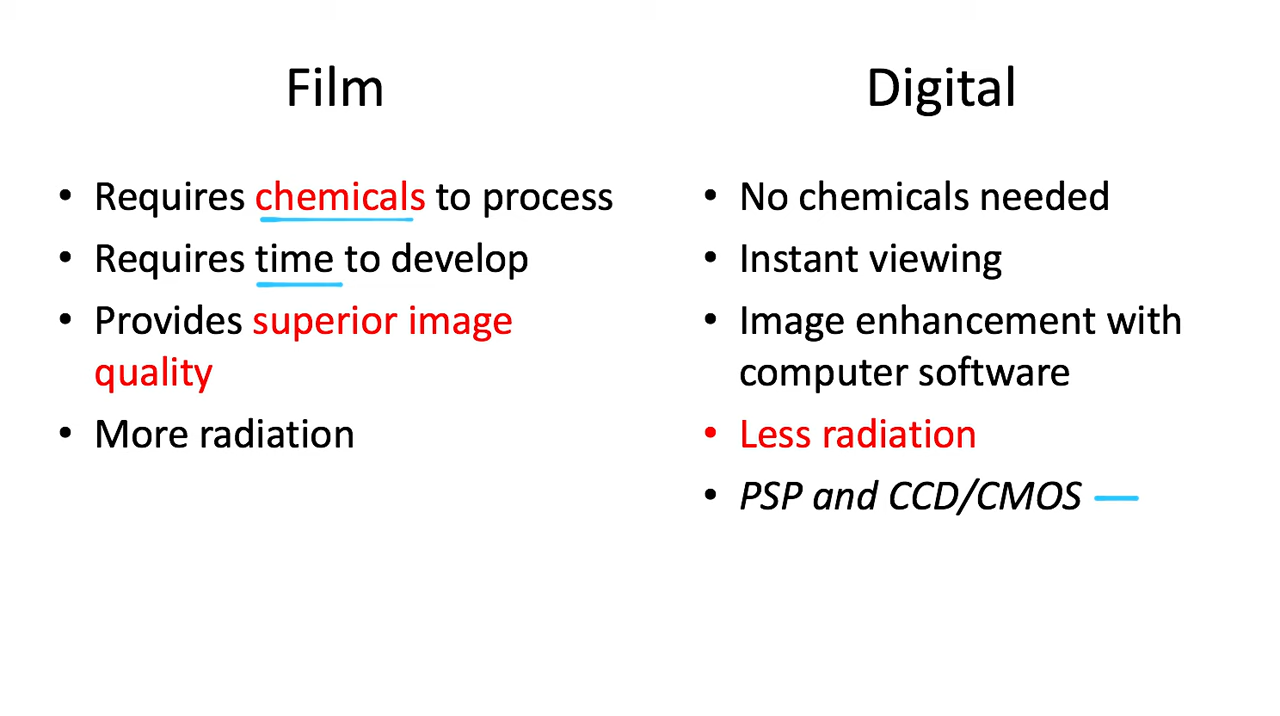 Film
• Requires chemicals to process
• Requires time to develop
• Provides superior image
quality
• More radiation
Digital
• No chemicals needed
• Instant viewing
• Image enhancement with
computer software
• Less radiation
• PSP and CCD/CMOS